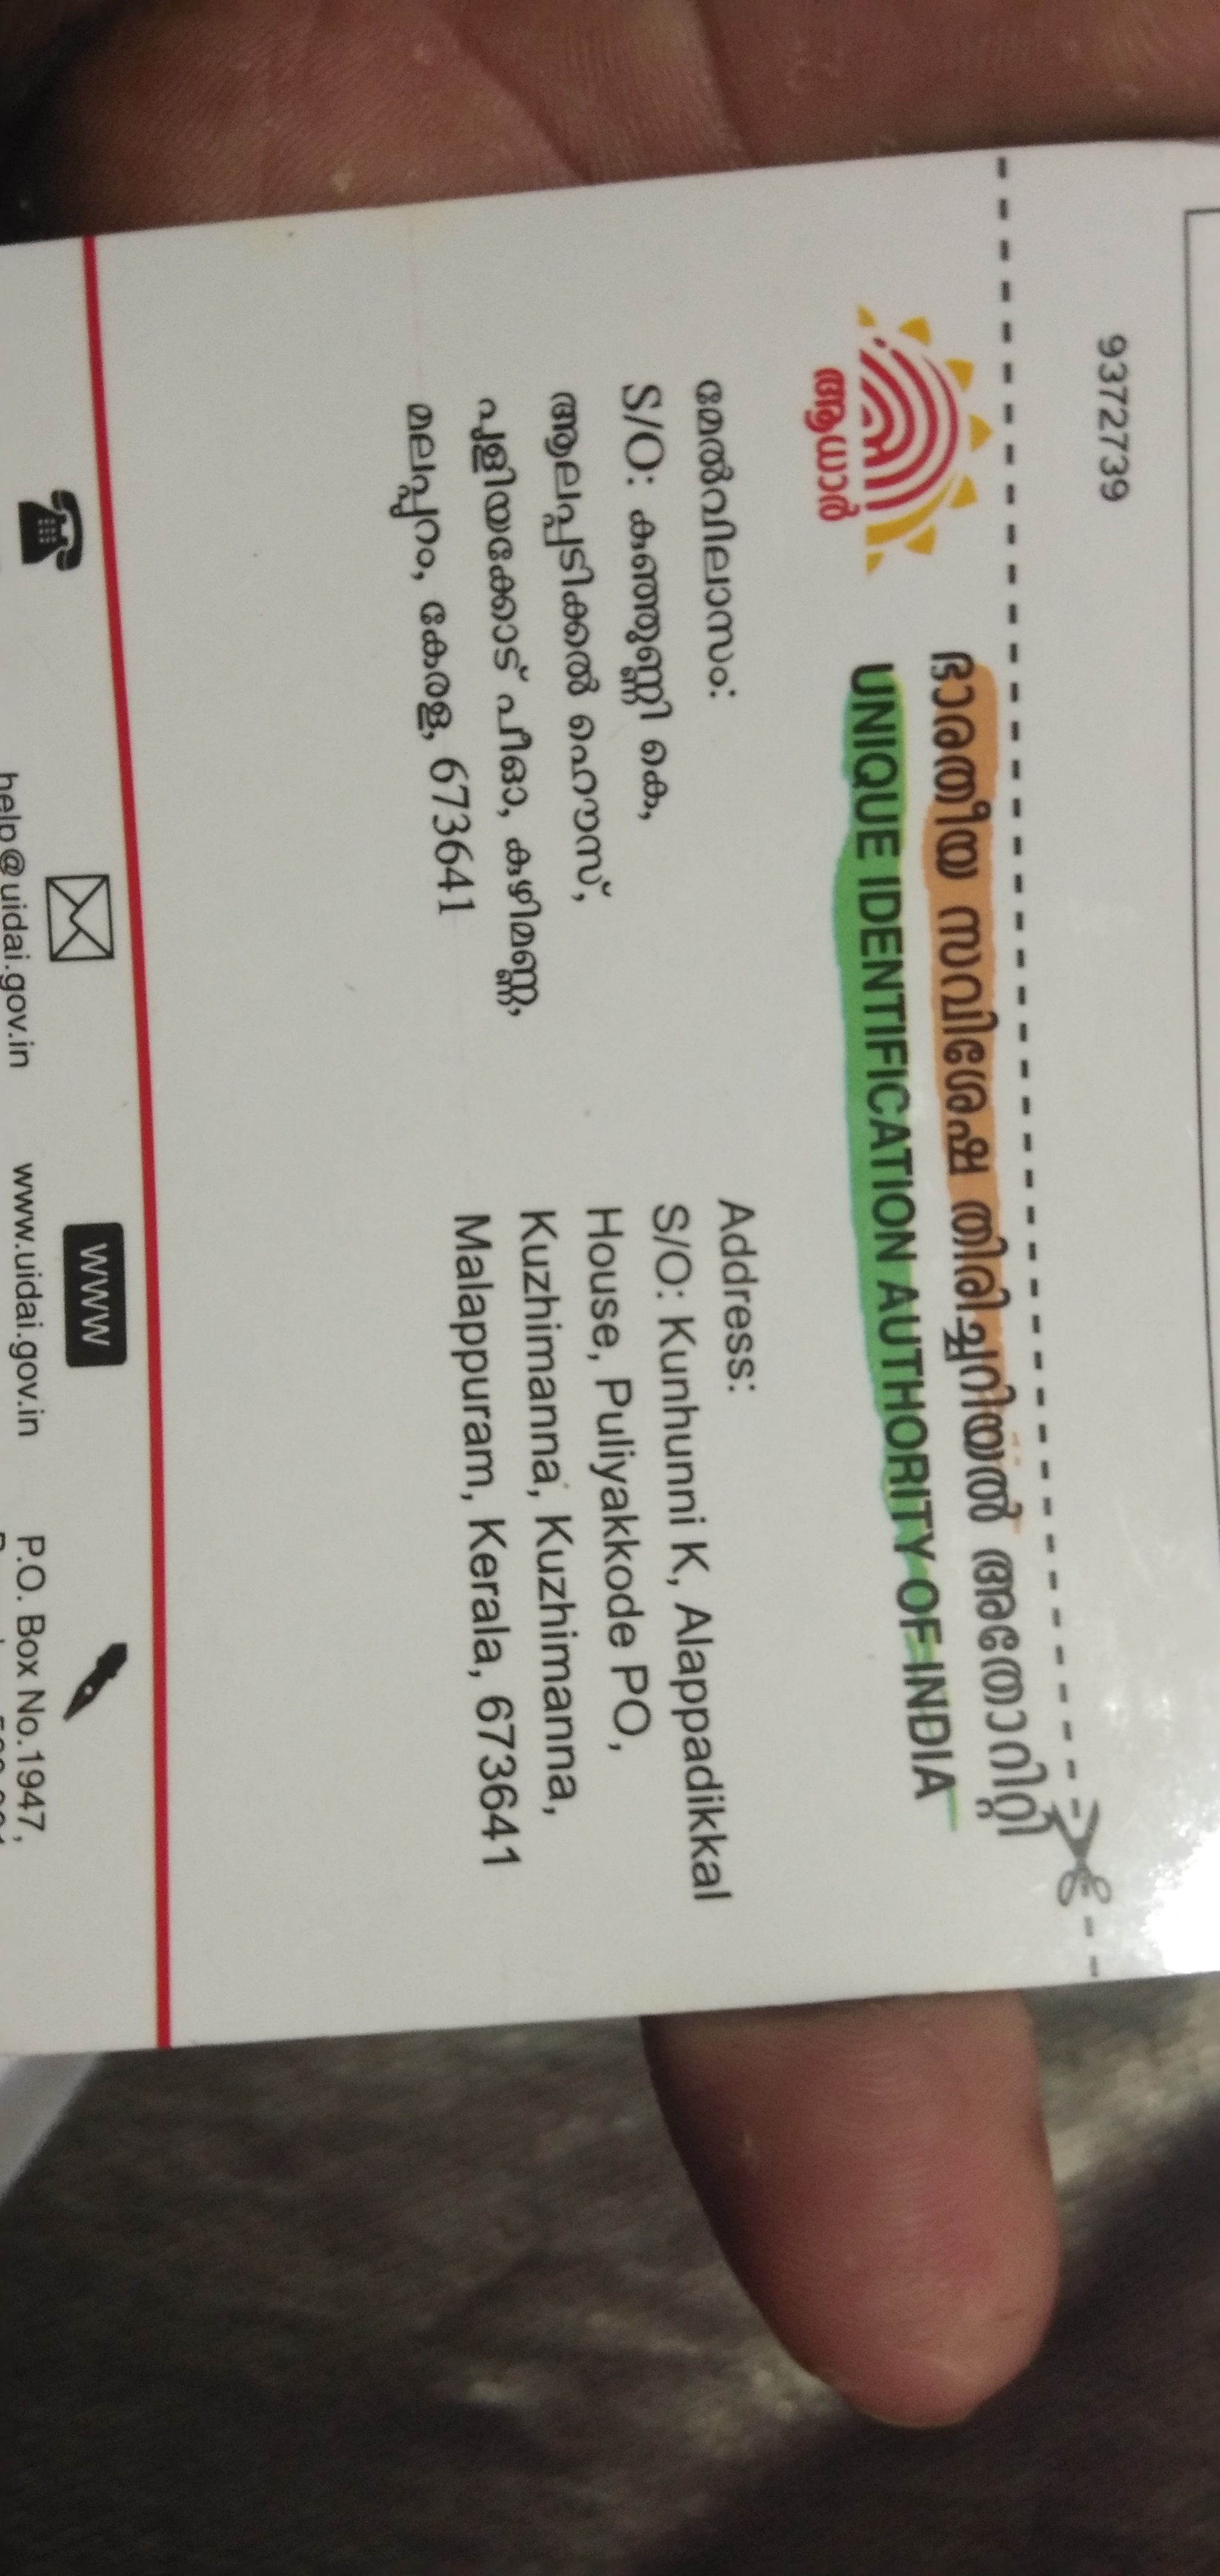 93722739
ആധാർ
ഭാരതീയ സവിശേഷ തിരിച്ചറിയൽ അതോറിറ്റി
UNIQUE IDENTIFICATION AUTHORITY OF INDIA
മേൽവിലാസം:
S/O: കുഞ്ഞുണ്ണി കെ,
ആലപ്പടിക്കൽ ഹൌസ്,
പുളിയക്കോട് പീഓ, കുഴിമണ്ണ,
മലപ്പുറം, കേരള, 673641
Address:
S/O: Kunhunni K, Alappadikkal
House, Puliyakkode PO,
Kuzhimanna, Kuzhimanna,
Malappuram, Kerala, 673641
www
help@uidai.gov.in
www.uidai.gov.in
P.O. Box No.1947,